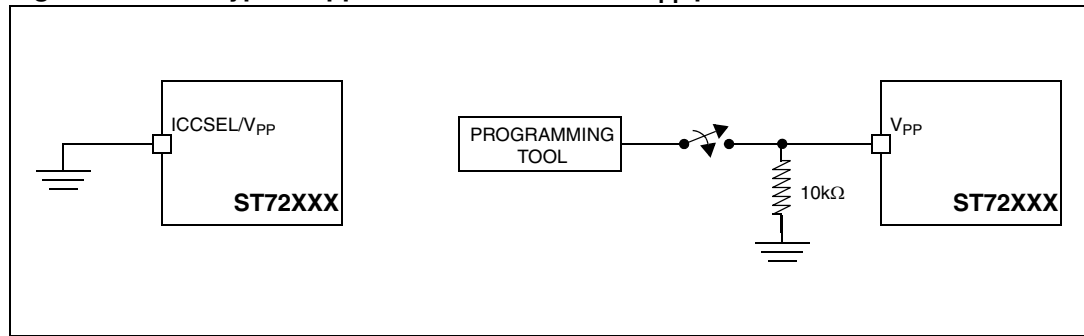 ICCSEL/VPP
ST72XXX
PROGRAMMING
TOOL
VPP
10kΩ
ST72XXX